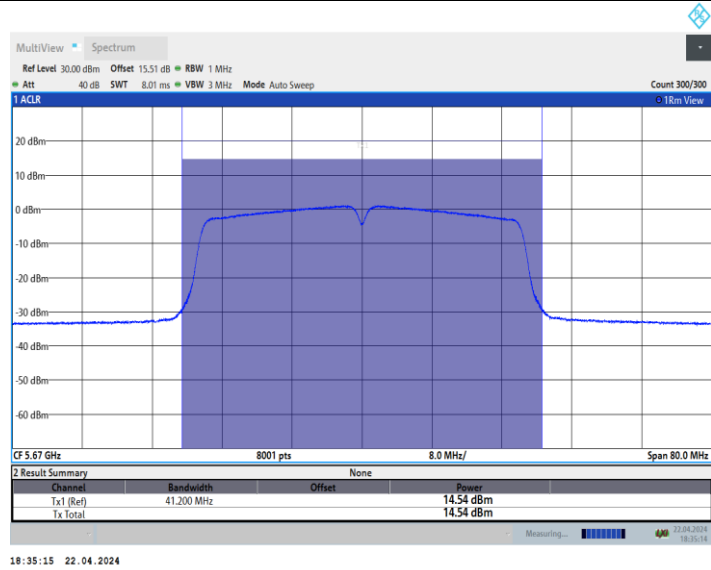 MultiView Spectrum
Ref Level 30.00 dBm Offset 15.51 dB RBW 1 MHz
Att 40 dB SWT 8.01 ms VBW 3 MHz Mode Auto Sweep Count 300/300
1 ACLR 1Rm View
20 dBm
10 dBm
0 dBm
-10 dBm
-20 dBm
-30 dBm
-40 dBm
-50 dBm
-60 dBm
CF 5.67 GHz 8001 pts 8.0 MHz/ Span 80.0 MHz
2 Result Summary None
Channel Bandwidth Offset Power
Tx1 (Ref) 41.200 MHz 14.54 dBm
Tx Total 14.54 dBm
Measuring... 22.04.2024
18:35:14
18:35:15 22.04.2024